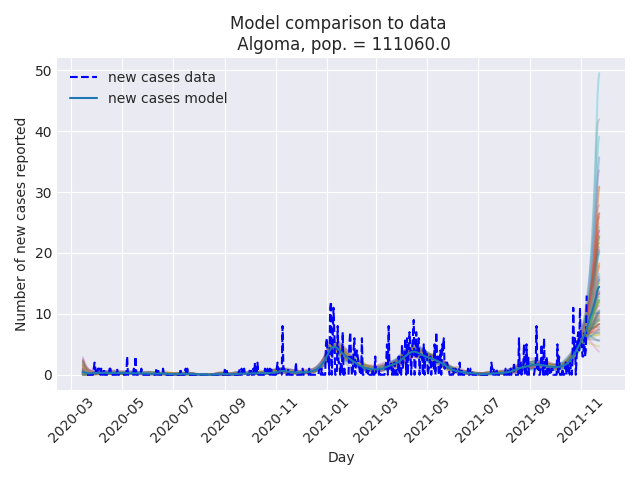 Model comparison to data
Algoma, pop. = 111060.0
new cases data
new cases model
Number of new cases reported
50
40
30
20
10
0
2020-03
2020-05
2020-07
2020-09
2020-11
2021-01
2021-03
2021-05
2021-07
2021-09
2021-11
Day